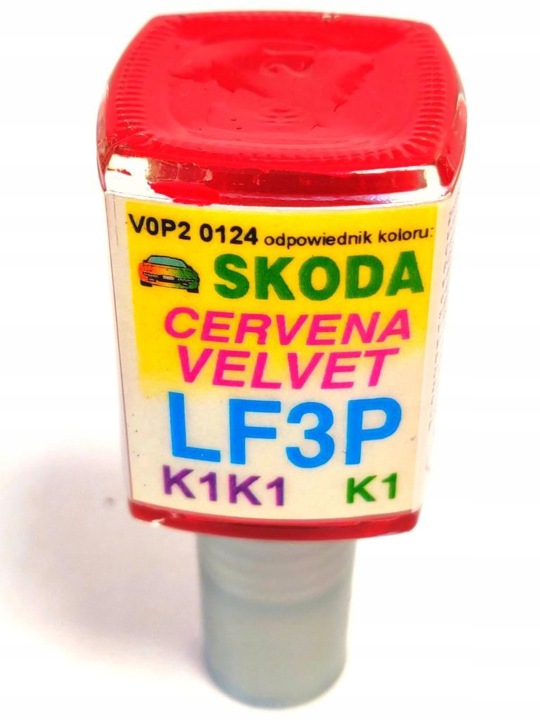 V0P2 0124 odpowiednik koloru:
SKODA
CERVENA
VELVET
LF3P
K1K1 K1